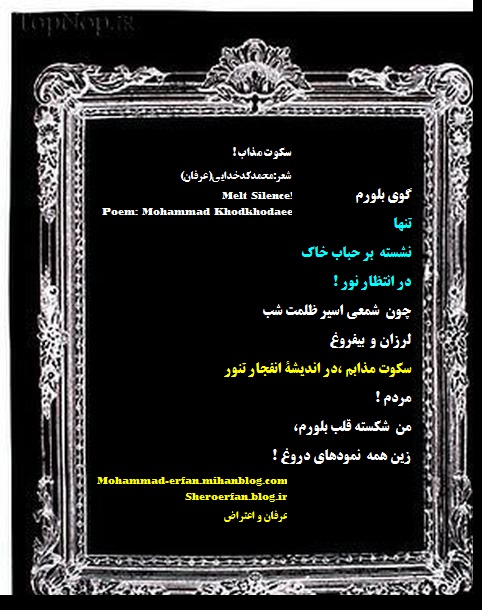 TopNop.ir
سکوت مذاب !
شعر:محمدکدخدایی(عرفان)
Melt Silence!
Poem: Mohammad Khodkhodaee
گوی بلورم
تنها
نشسته بر حباب خاک
در انتظار نور !
چون شمعی اسیر ظلمت شب
لرزان و بیفروغ
سکوت مذابم ،در اندیشهٔ انفجار تنور
مردم !
من شکسته قلب بلورم،
زین همه نمودهای دروغ !
Mohammad-erfan.mihanblog.com
Sheroerfan.blog.ir
عرفان و اعتراض